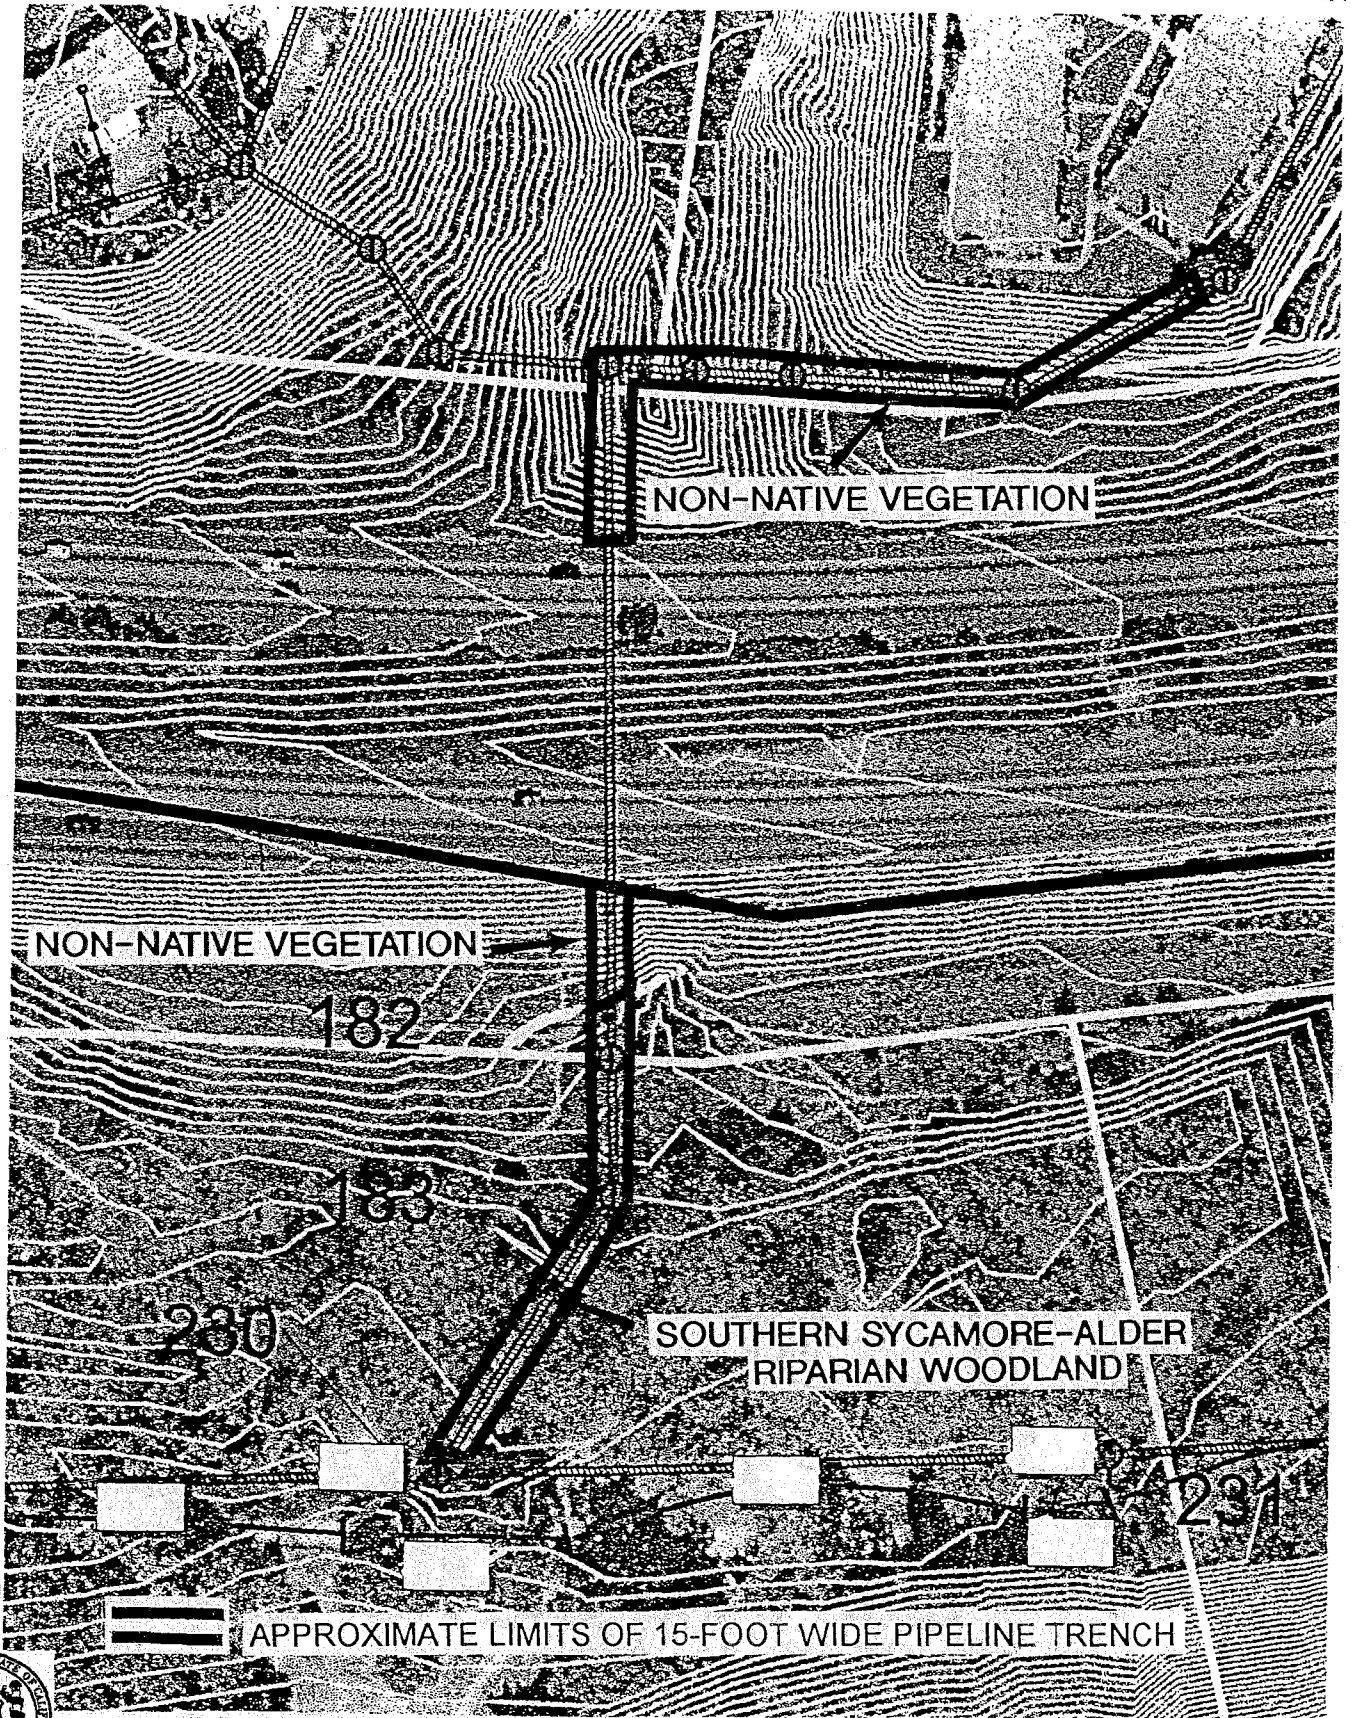 NON-NATIVE VEGETATION
NON-NATIVE VEGETATION
182
183
230
SOUTHERN SYCAMORE-ALDER
RIPARIAN WOODLAND
231
APPROXIMATE LIMITS OF 15-FOOT WIDE PIPELINE TRENCH